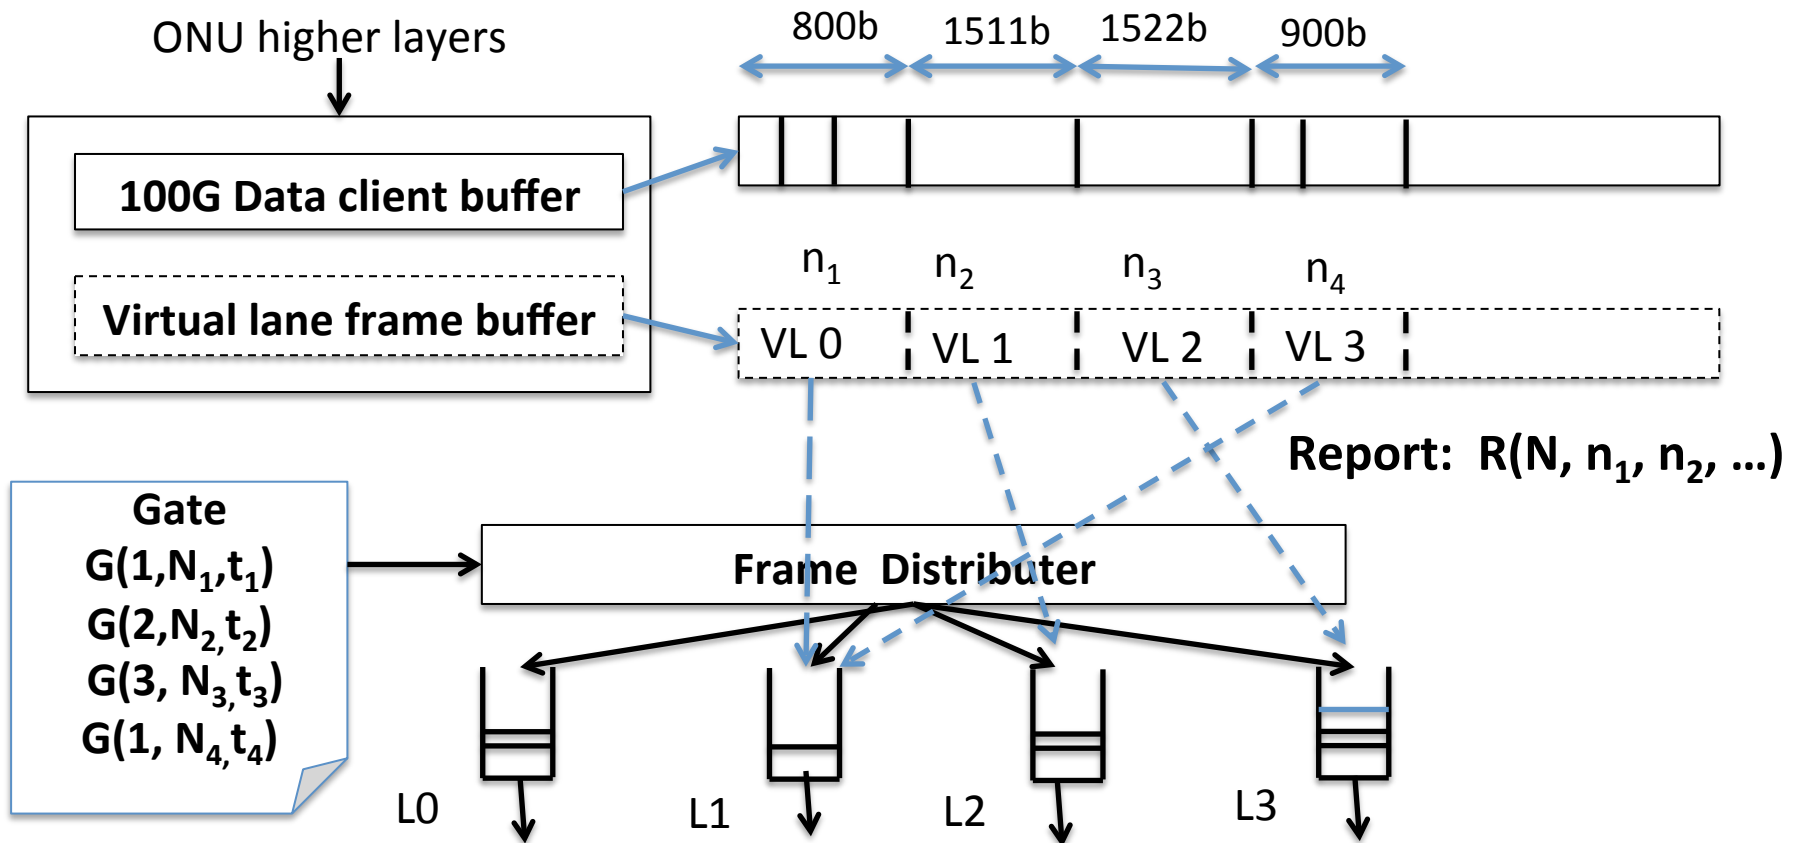 ONU higher layers
800b 1511b 1522b 900b
100G Data client buffer
n1 n2 n3 n4
Virtual lane frame buffer
VL 0 VL 1 VL 2 VL 3
Report: R(N, n1, n2, ...)
Gate
G(1,N1,t1)
G(2,N2,t2)
G(3, N3,t3)
G(1, N4,t4)
Frame Distributer
L0 L1 L2 L3